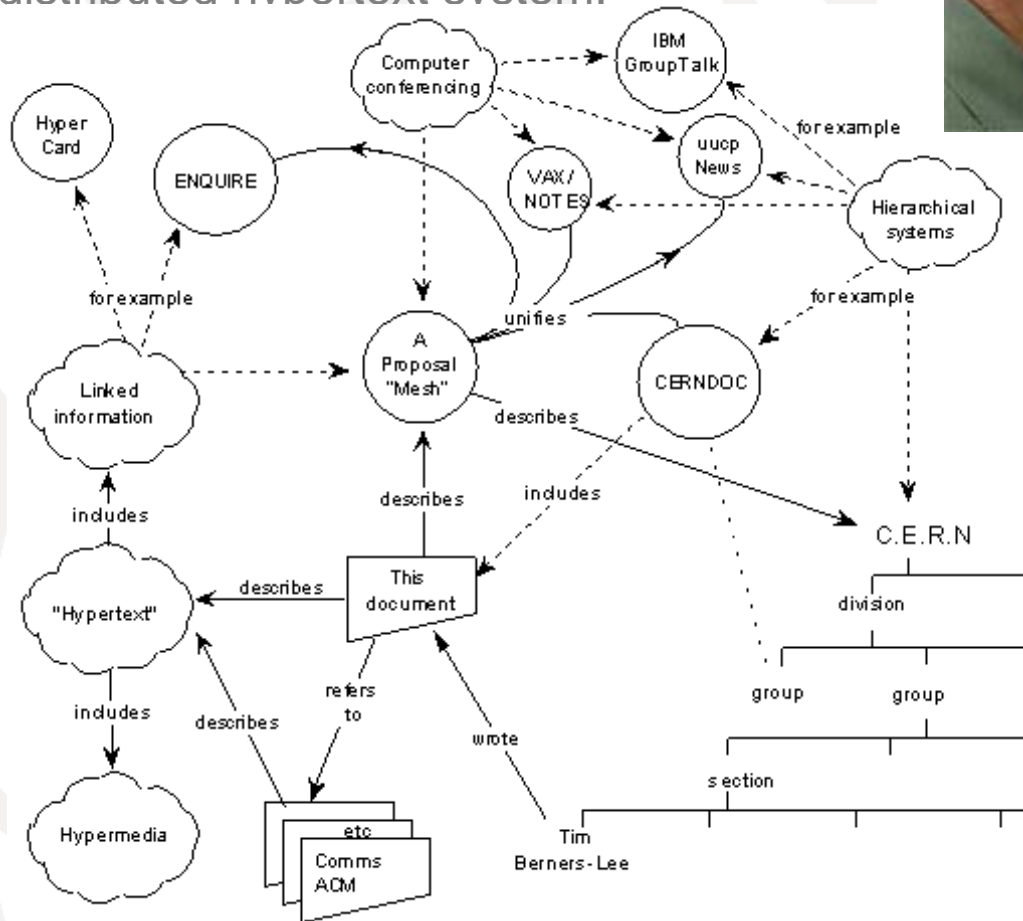 distributed hypertext system.
Computer
conferencing
IBM
GroupTalk
Hyper
Card
ENQUIRE
VAX/
NOTES
uucp
News
for example
Hierarchical
systems
for example
for example
unifies
A
Proposal
"Mesh"
CERNDOC
Linked
information
describes
includes
describes
includes
C.E.R.N
This
document
describes
"Hypertext"
division
includes
describes
refers
to
wrote
group
group
section
Hypermedia
etc
Comms
ACM
Tim
Berners-Lee